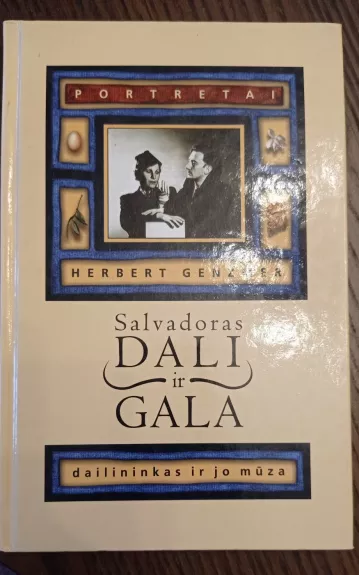 PORTRETAI
HERBERT GENZMER
Salvadoras
DALI
ir
GALA
dailininkas ir jo mūza